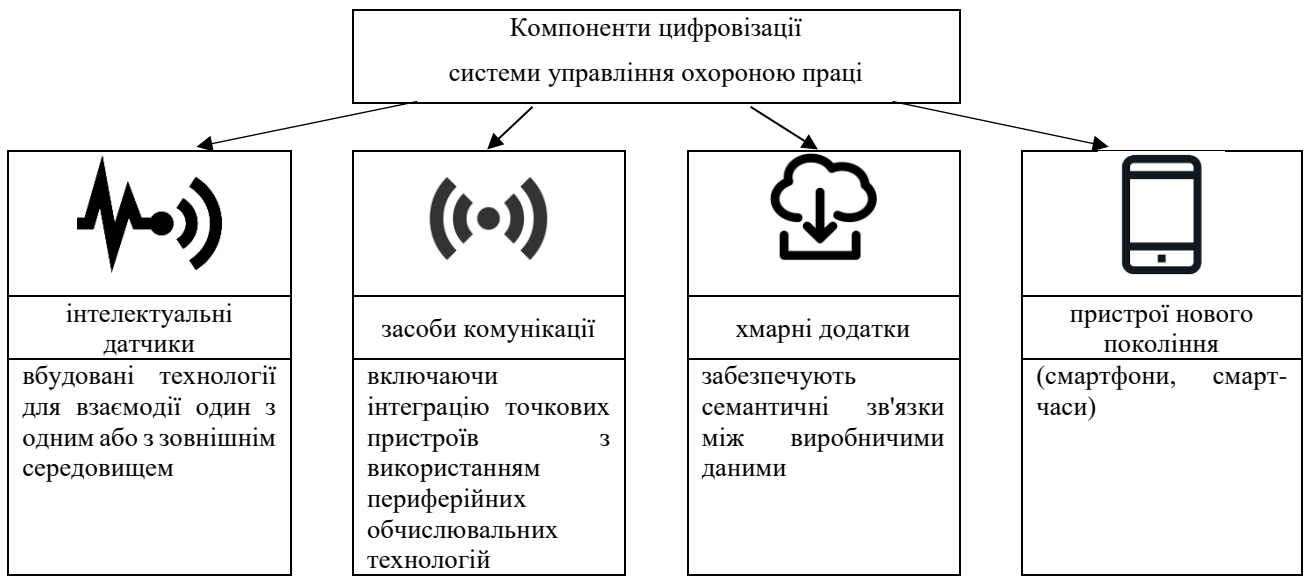 Компоненти цифровізації
системи управління охороною праці
інтелектуальні
датчики
вбудовані технології
для взаємодії один з
одним або з зовнішнім
середовищем
засоби комунікації
включаючи
інтеграцію точкових
пристроїв з
використанням
периферійних
обчислювальних
технологій
хмарні додатки
забезпечують
семантичні зв'язки
між виробничими
даними
пристрої нового
покоління
(смартфони, смарт-
часи)